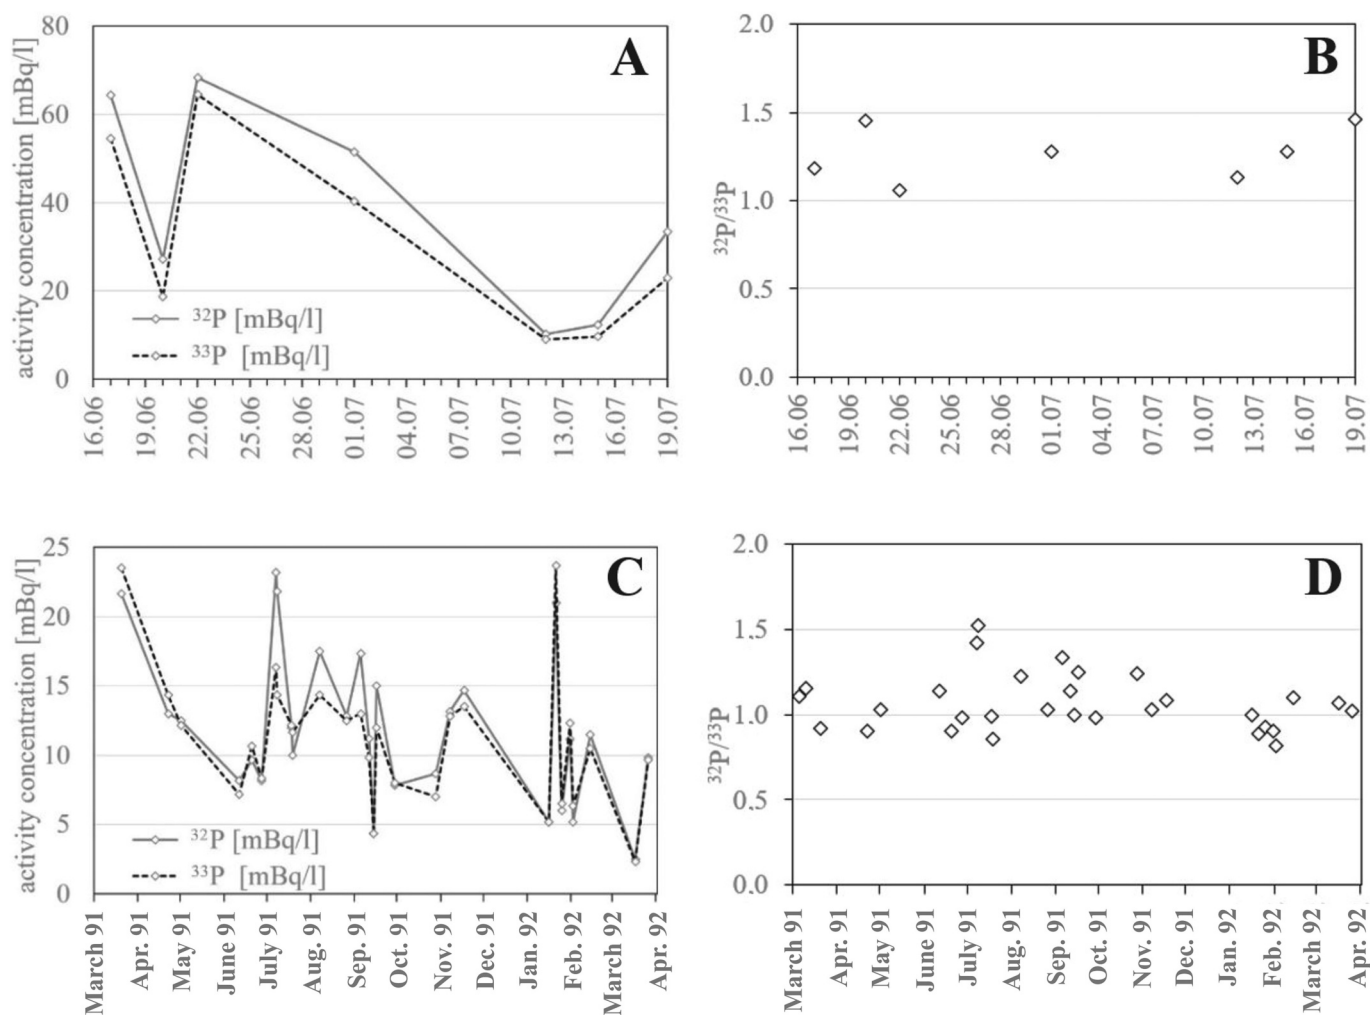 A
activity concentration [mBq/l]
80
60
40
20
0
³²P [mBq/l]
³³P [mBq/l]
16.06 19.06 22.06 25.06 28.06 01.07 04.07 07.07 10.07 13.07 16.07 19.07
B
³²P/³³P
2.0
1.5
1.0
0.5
0.0
16.06 19.06 22.06 25.06 28.06 01.07 04.07 07.07 10.07 13.07 16.07 19.07
C
activity concentration [mBq/l]
25
20
15
10
5
0
³²P [mBq/l]
³³P [mBq/l]
March 91 Apr. 91 May 91 June 91 July 91 Aug. 91 Sep. 91 Oct. 91 Nov. 91 Dec. 91 Jan. 92 Feb. 92 March 92 Apr. 92
D
³²P/³³P
2.0
1.5
1.0
0.5
0.0
March 91 Apr. 91 May 91 June 91 July 91 Aug. 91 Sep. 91 Oct. 91 Nov. 91 Dec. 91 Jan. 92 Feb. 92 March 92 Apr. 92